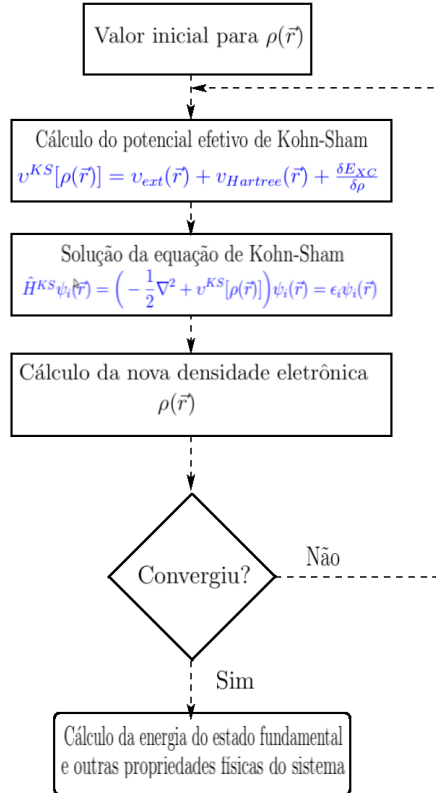 Valor inicial para ρ(r⃗)
Cálculo do potencial efetivo de Kohn-Sham
υ^{KS}[ρ(r⃗)] = υ_{ext}(r⃗) + υ_{Hartree}(r⃗) + \frac{δE_{XC}}{δρ}
Solução da equação de Kohn-Sham
Ĥ^{KS}ψ_i(r⃗) = (−\frac{1}{2}∇² + υ^{KS}[ρ(r⃗)])ψ_i(r⃗) = ϵ_iψ_i(r⃗)
Cálculo da nova densidade eletrônica
ρ(r⃗)
Convergiu?
Não
Sim
Cálculo da energia do estado fundamental
e outras propriedades físicas do sistema